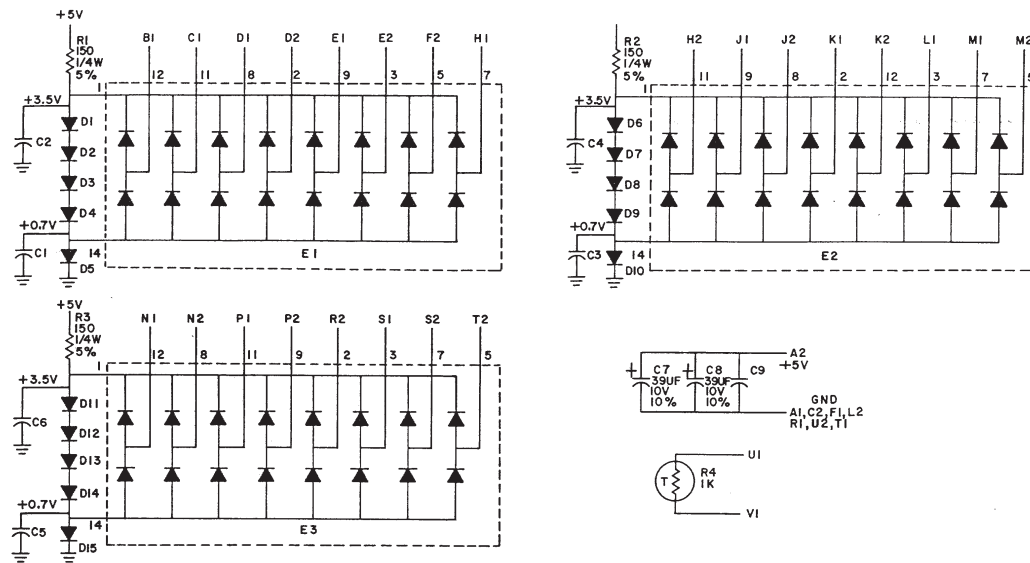 +5V
R1
150
1/4W
5%
B1 C1 D1 D2 E1 E2 F2 H1
12 11 8 2 9 3 5 7
1
+3.5V
C2
D1
D2
D3
D4
+0.7V
C1
14
D5
E1
R2
150
1/4W
5%
H2 J1 J2 K1 K2 L1 M1 M2
11 9 8 2 12 3 7
1
+3.5V
C4
D6
D7
D8
D9
+0.7V
C3
14
D10
E2
+5V
R3
150
1/4W
5%
N1 N2 P1 P2 R2 S1 S2 T2
12 8 11 9 2 3 7 5
1
+3.5V
C6
D11
D12
D13
D14
+0.7V
C5
14
D15
E3
+ C7
39UF
10V
10%
+ C8
39UF
10V
10%
C9
A2
+5V
GND
A1,C2,F1,L2
R1,U2,T1
U1
T
R4
1K
V1